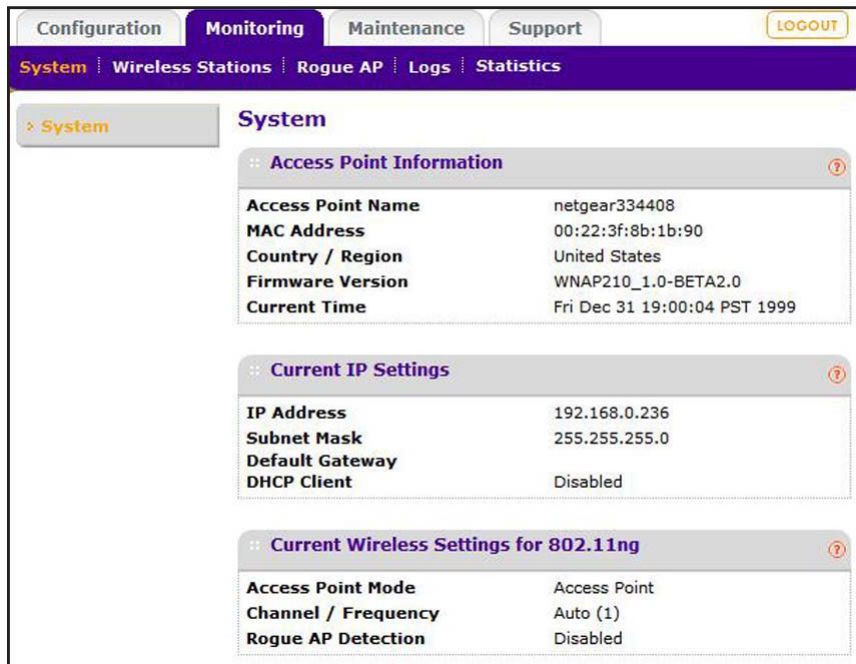 Configuration Monitoring Maintenance Support LOGOUT
System Wireless Stations Rogue AP Logs Statistics
System
System
Access Point Information ?
Access Point Name netgear334408
MAC Address 00:22:3f:8b:1b:90
Country / Region United States
Firmware Version WNAP210_1.0-BETA2.0
Current Time Fri Dec 31 19:00:04 PST 1999
Current IP Settings ?
IP Address 192.168.0.236
Subnet Mask 255.255.255.0
Default Gateway
DHCP Client Disabled
Current Wireless Settings for 802.11ng ?
Access Point Mode Access Point
Channel / Frequency Auto (1)
Rogue AP Detection Disabled